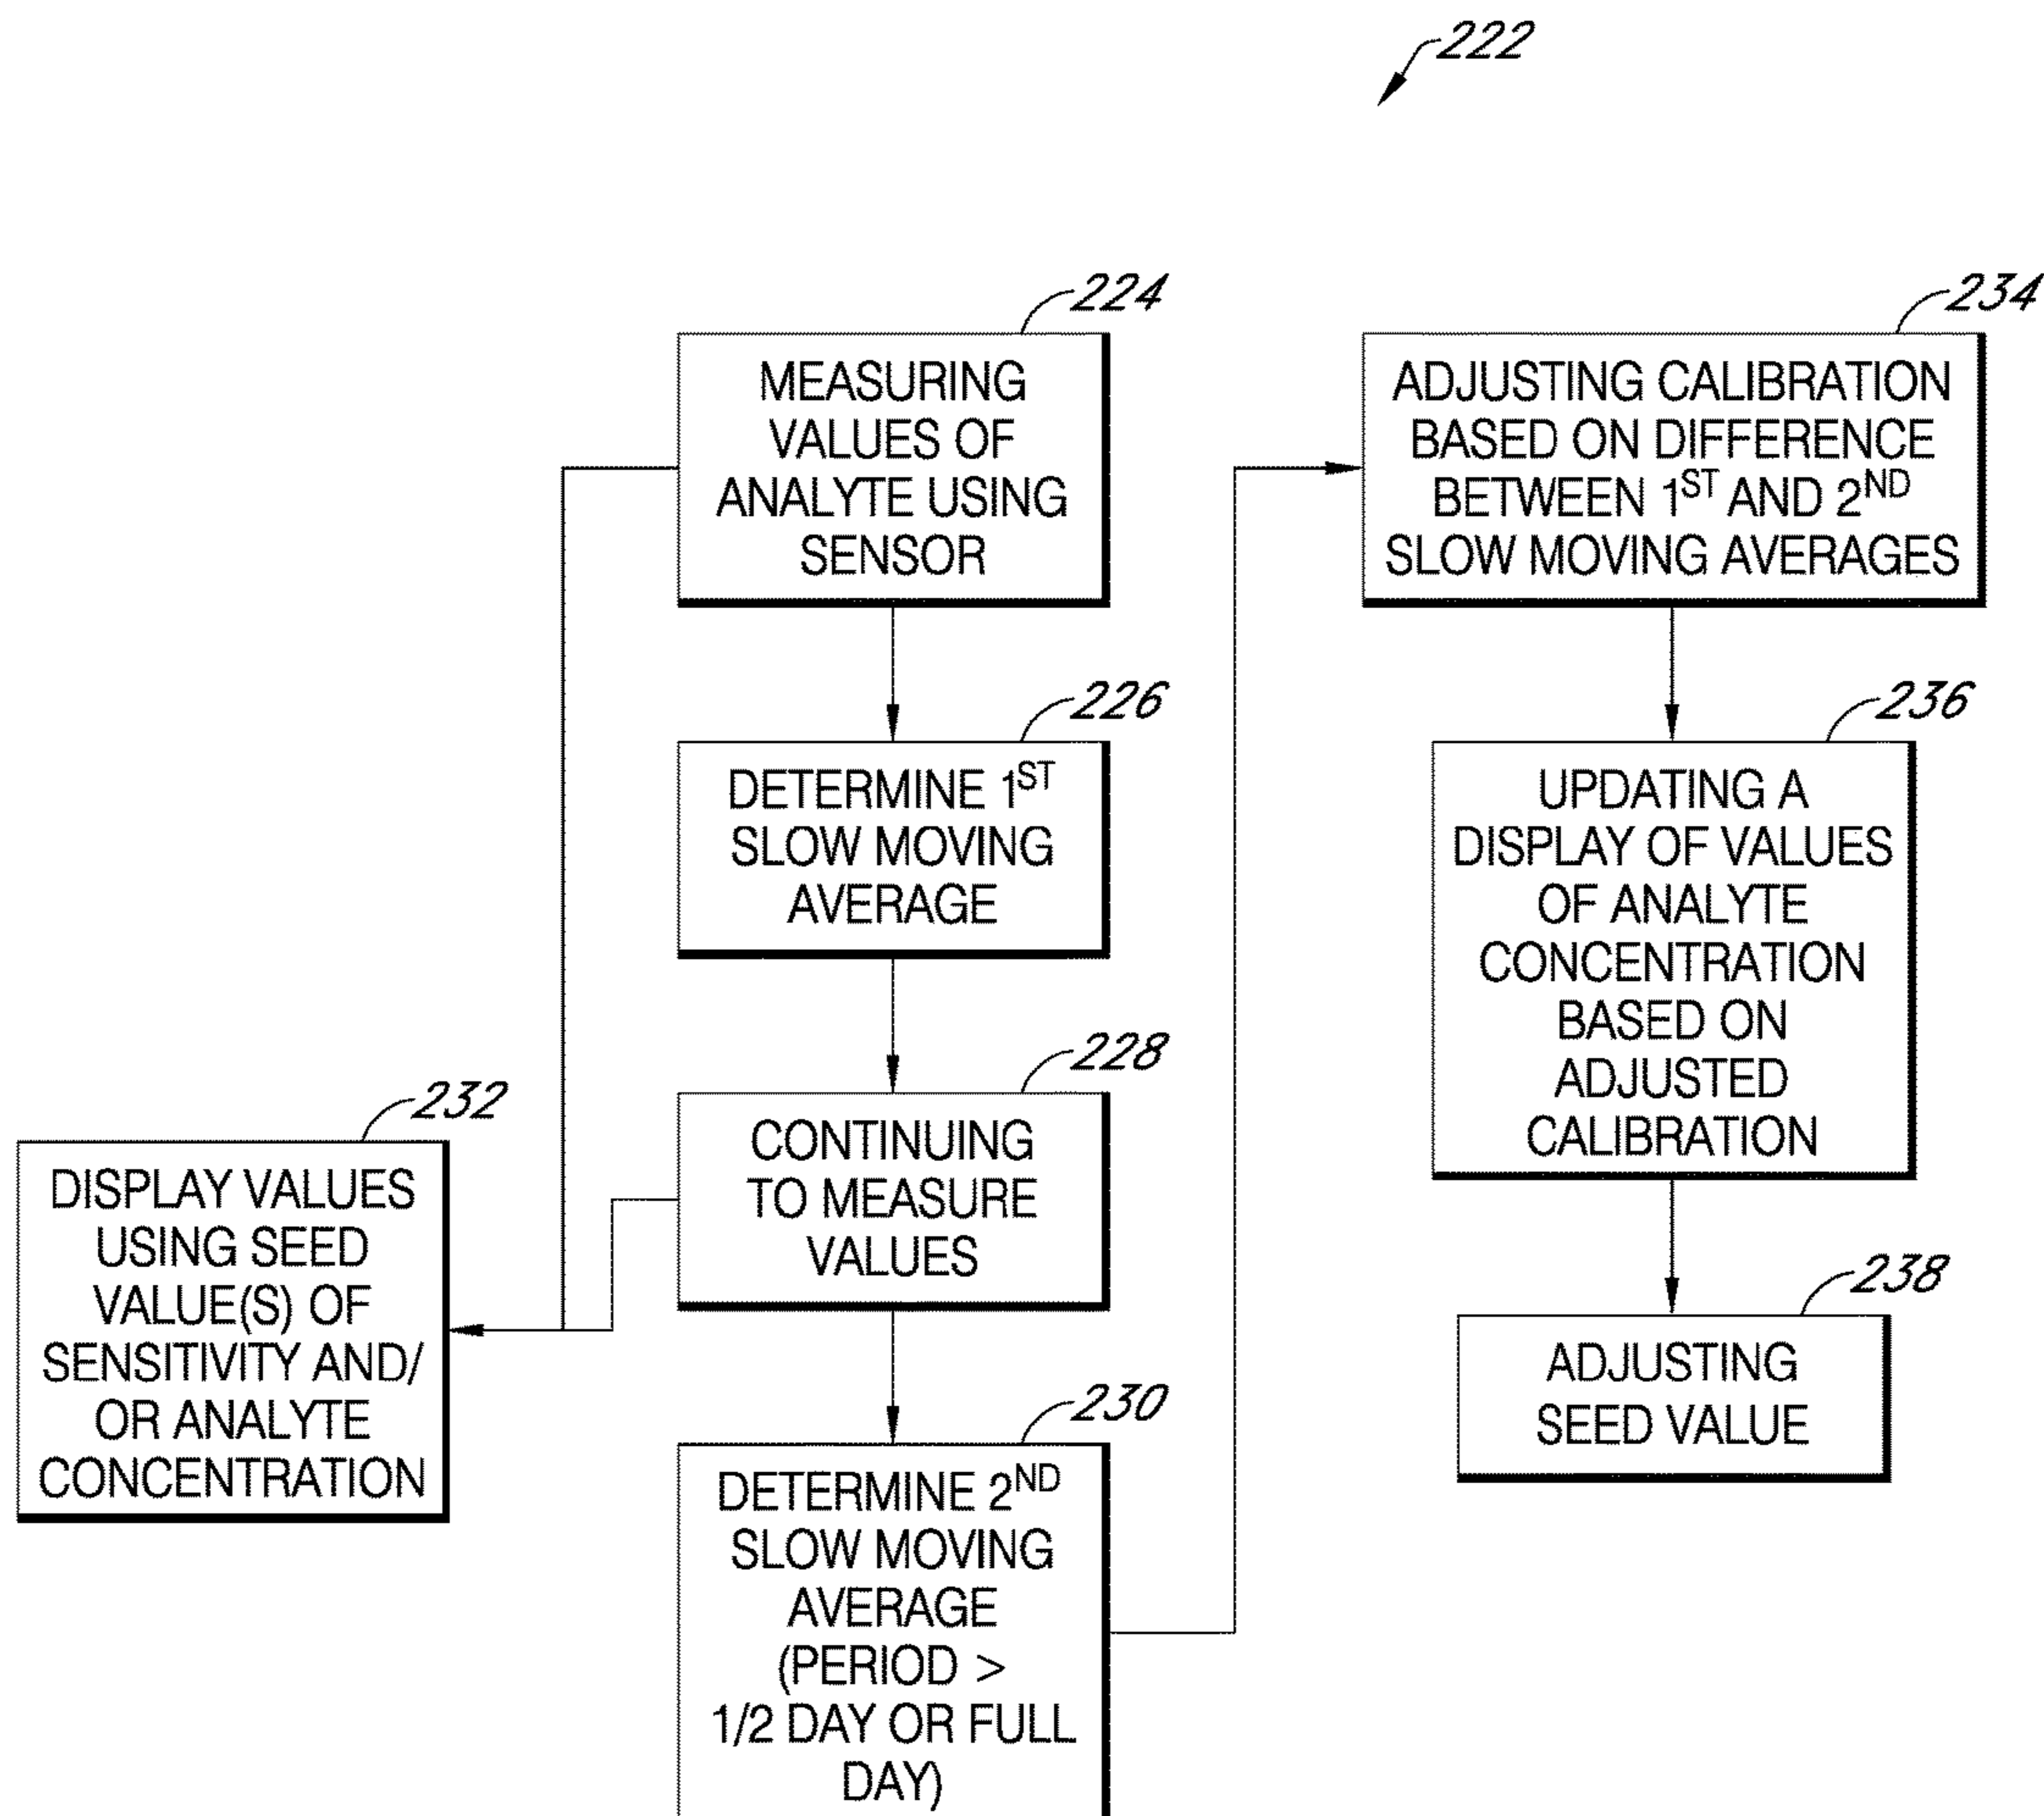 222
224
MEASURING
VALUES OF
ANALYTE USING
SENSOR
226
DETERMINE 1ST
SLOW MOVING
AVERAGE
228
CONTINUING
TO MEASURE
VALUES
232
DISPLAY VALUES
USING SEED
VALUE(S) OF
SENSITIVITY AND/
OR ANALYTE
CONCENTRATION
230
DETERMINE 2ND
SLOW MOVING
AVERAGE
(PERIOD >
1/2 DAY OR FULL
DAY)
234
ADJUSTING CALIBRATION
BASED ON DIFFERENCE
BETWEEN 1ST AND 2ND
SLOW MOVING AVERAGES
236
UPDATING A
DISPLAY OF VALUES
OF ANALYTE
CONCENTRATION
BASED ON
ADJUSTED
CALIBRATION
238
ADJUSTING
SEED VALUE